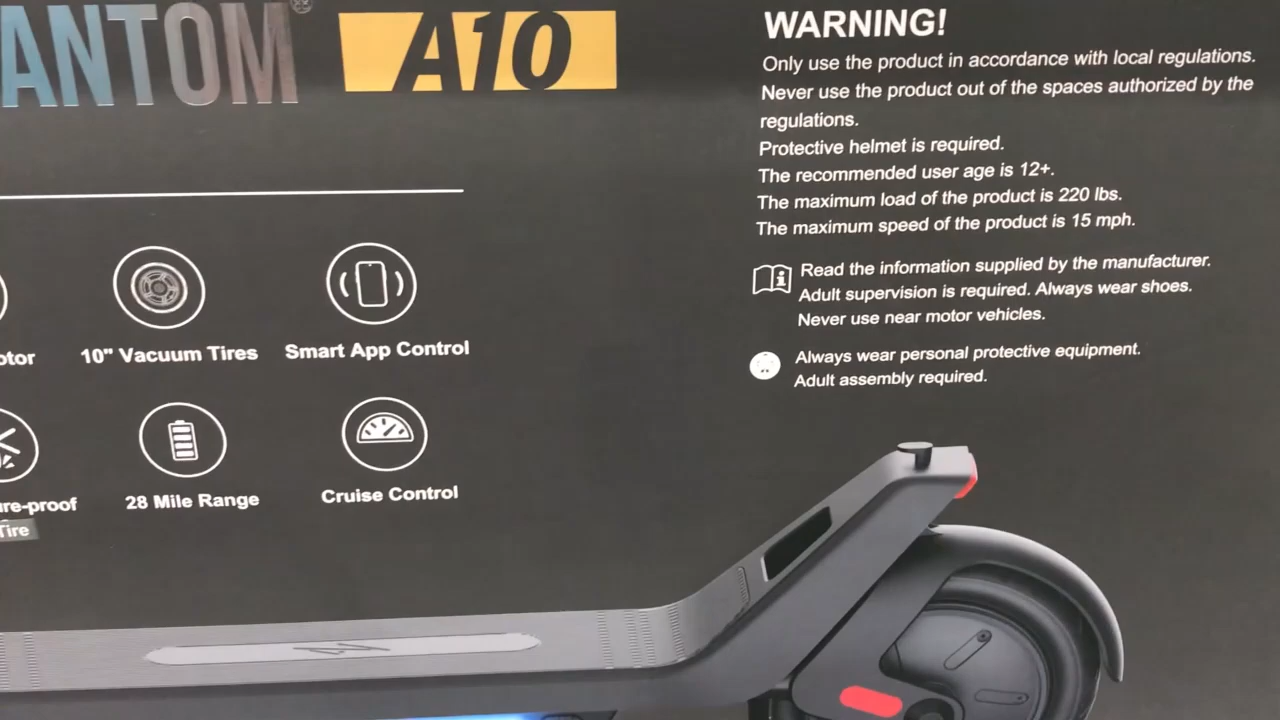 ANTOM A10
WARNING!
Only use the product in accordance with local regulations.
Never use the product out of the spaces authorized by the
regulations.
Protective helmet is required.
The recommended user age is 12+.
The maximum load of the product is 220 lbs.
The maximum speed of the product is 15 mph.
Read the information supplied by the manufacturer.
Adult supervision is required. Always wear shoes.
Never use near motor vehicles.
Always wear personal protective equipment.
Adult assembly required.
otor
10" Vacuum Tires
Smart App Control
re-proof
Tire
28 Mile Range
Cruise Control